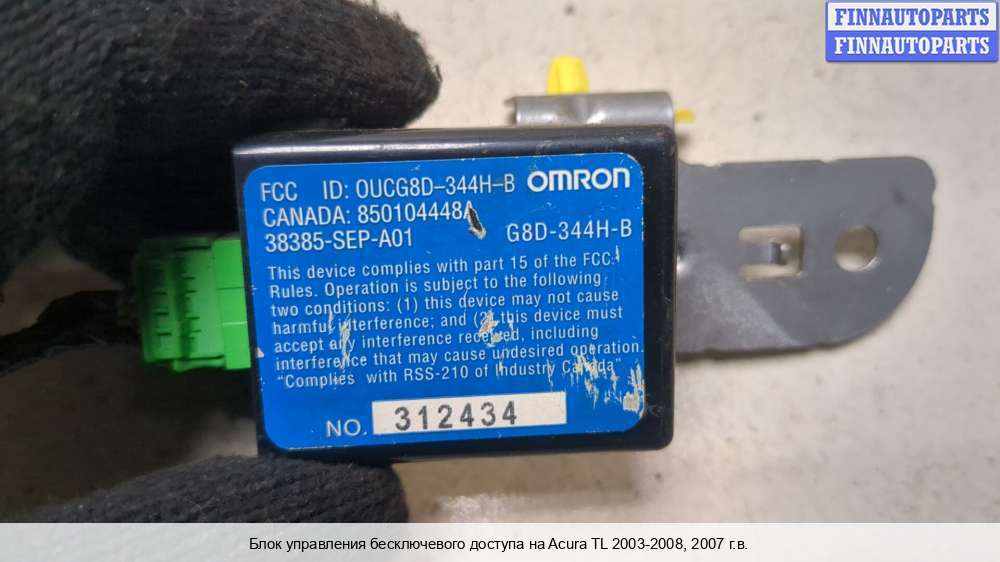 FINNAUTOPARTS
FINNAUTOPARTS
FCC ID: OUCG8D-344H-B OMRON
CANADA: 850104448A
38385-SEP-A01 G8D-344H-B
This device complies with part 15 of the FCC
Rules. Operation is subject to the following
two conditions: (1) this device may not cause
harmful interference; and (2) this device must
accept any interference received, including
interference that may cause undesired operation.
"Complies with RSS-210 of Industry Canada"
NO. 312434
Блок управления бесключевого доступа на Acura TL 2003-2008, 2007 г.в.